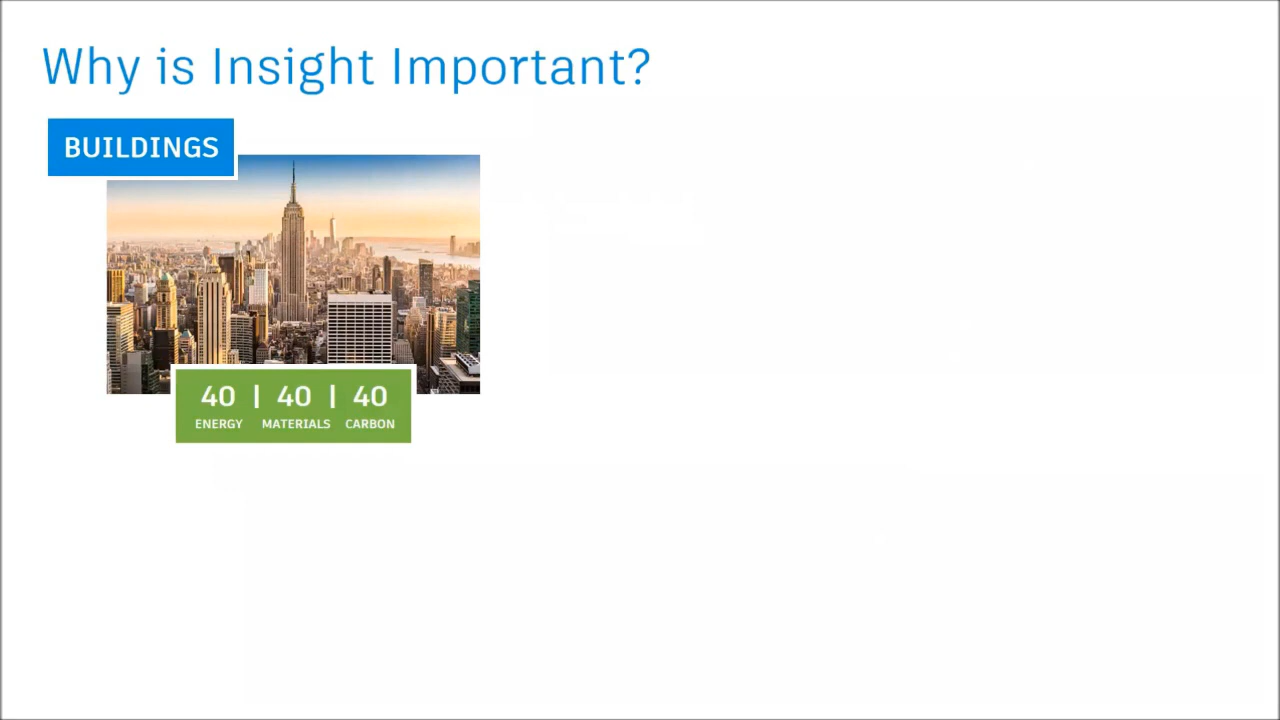 Why is Insight Important?
BUILDINGS
40 | 40 | 40
ENERGY MATERIALS CARBON